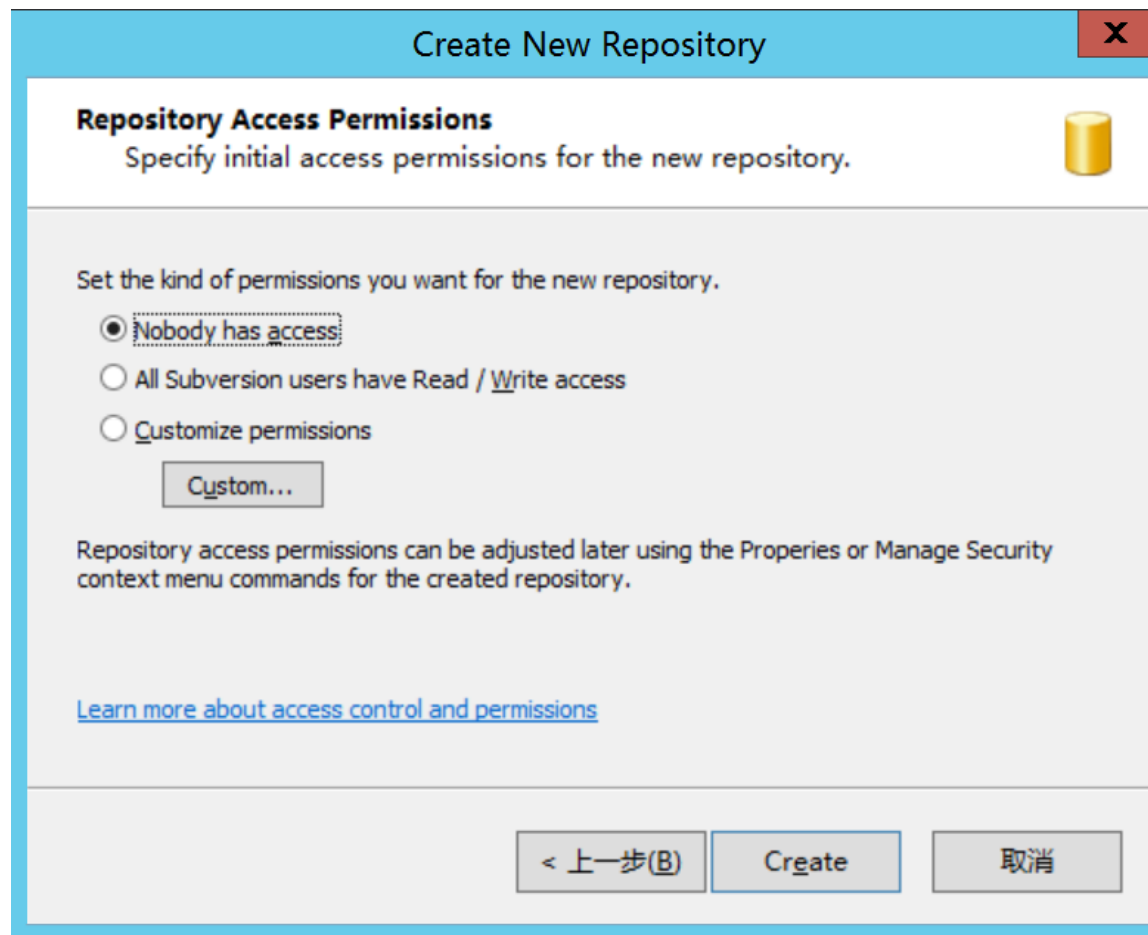 Create New Repository
X
Repository Access Permissions
Specify initial access permissions for the new repository.
Set the kind of permissions you want for the new repository.
Nobody has access
All Subversion users have Read / Write access
Customize permissions
Custom...
Repository access permissions can be adjusted later using the Properies or Manage Security
context menu commands for the created repository.
Learn more about access control and permissions
< 上一步(B)
Create
取消